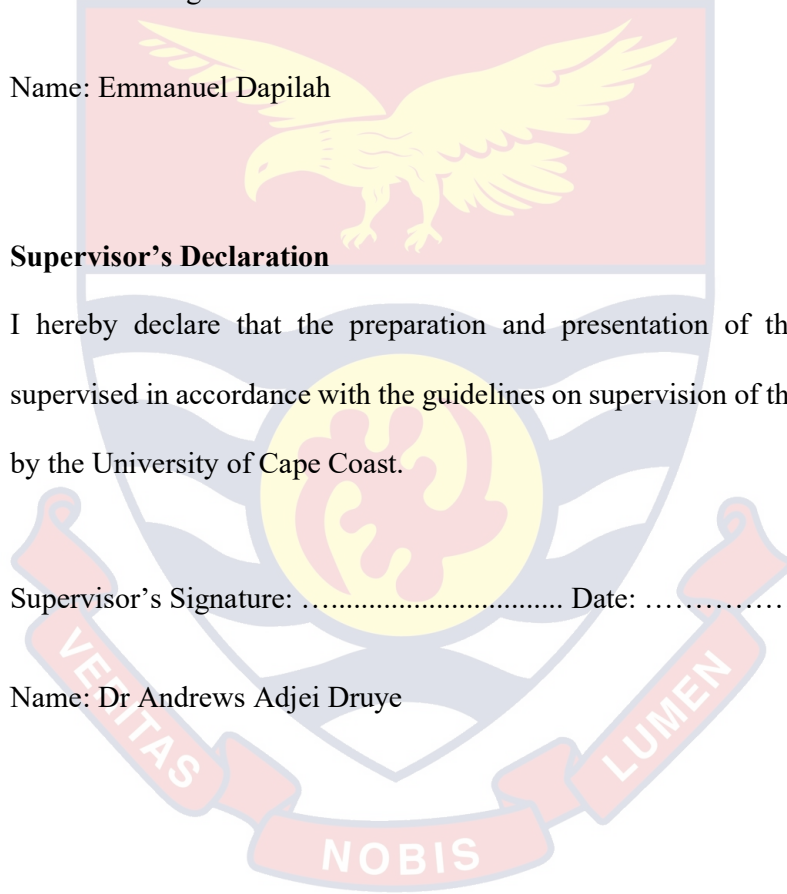 Name: Emmanuel Dapilah
Supervisor’s Declaration
I hereby declare that the preparation and presentation of
supervised in accordance with the guidelines on supervision of
by the University of Cape Coast.
Supervisor’s Signature: …............................... Date: ……………
Name: Dr Andrews Adjei Druye
VERITAS
NOBIS
LUMEN